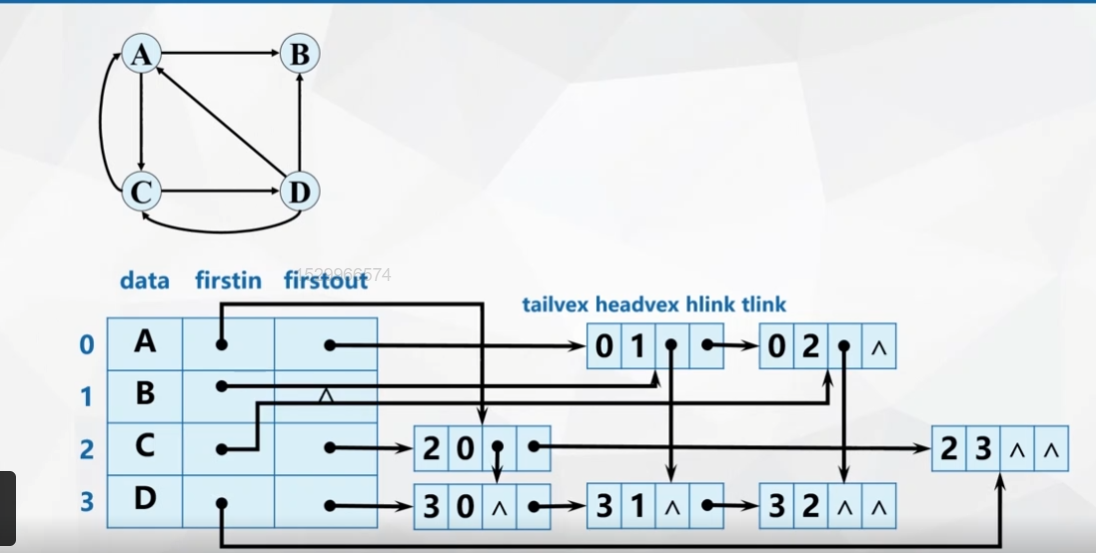 A B
C D
1529966574
data firstin firstout
tailvex headvex hlink tlink
0 A 0 1 0 2 ^
1 B ^
2 C 2 0 2 3 ^ ^
3 D 3 0 ^ 3 1 ^ 3 2 ^ ^